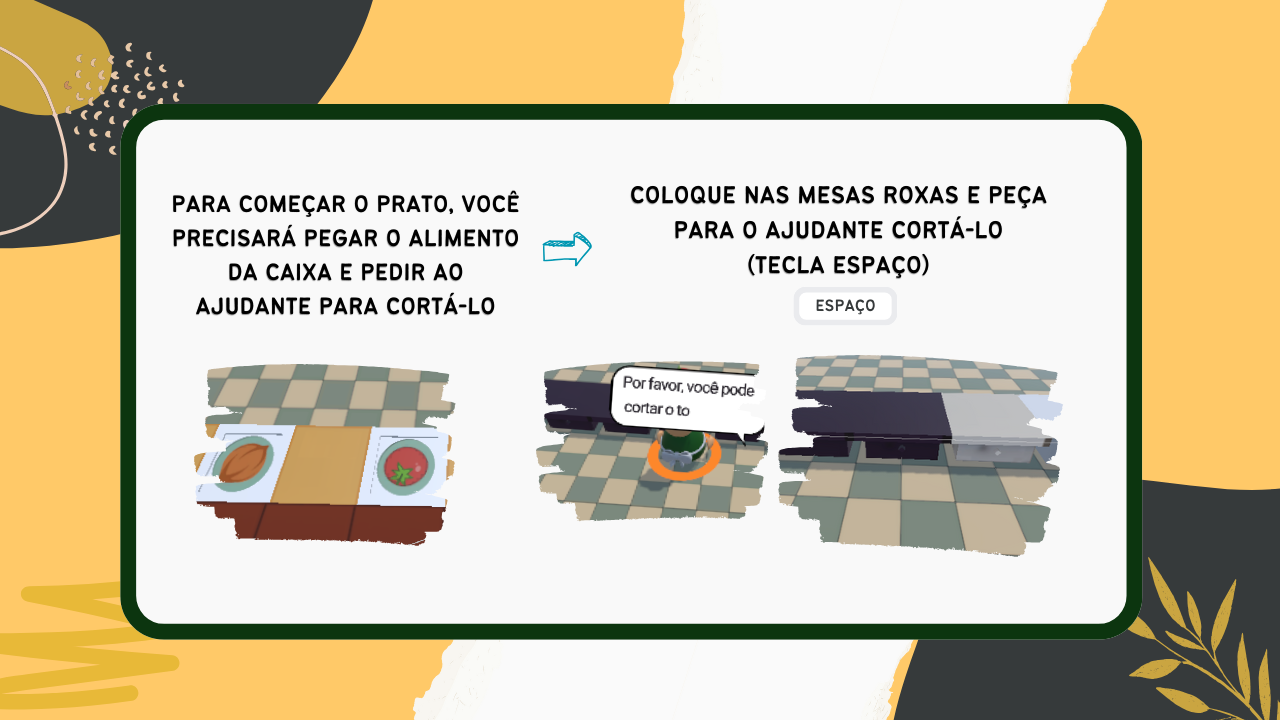 PARA COMEÇAR O PRATO, VOCÊ
PRECISARÁ PEGAR O ALIMENTO
DA CAIXA E PEDIR AO
AJUDANTE PARA CORTÁ-LO
COLOQUE NAS MESAS ROXAS E PEÇA
PARA O AJUDANTE CORTÁ-LO
(TECLA ESPAÇO)
ESPAÇO
Por favor, você pode
cortar o to